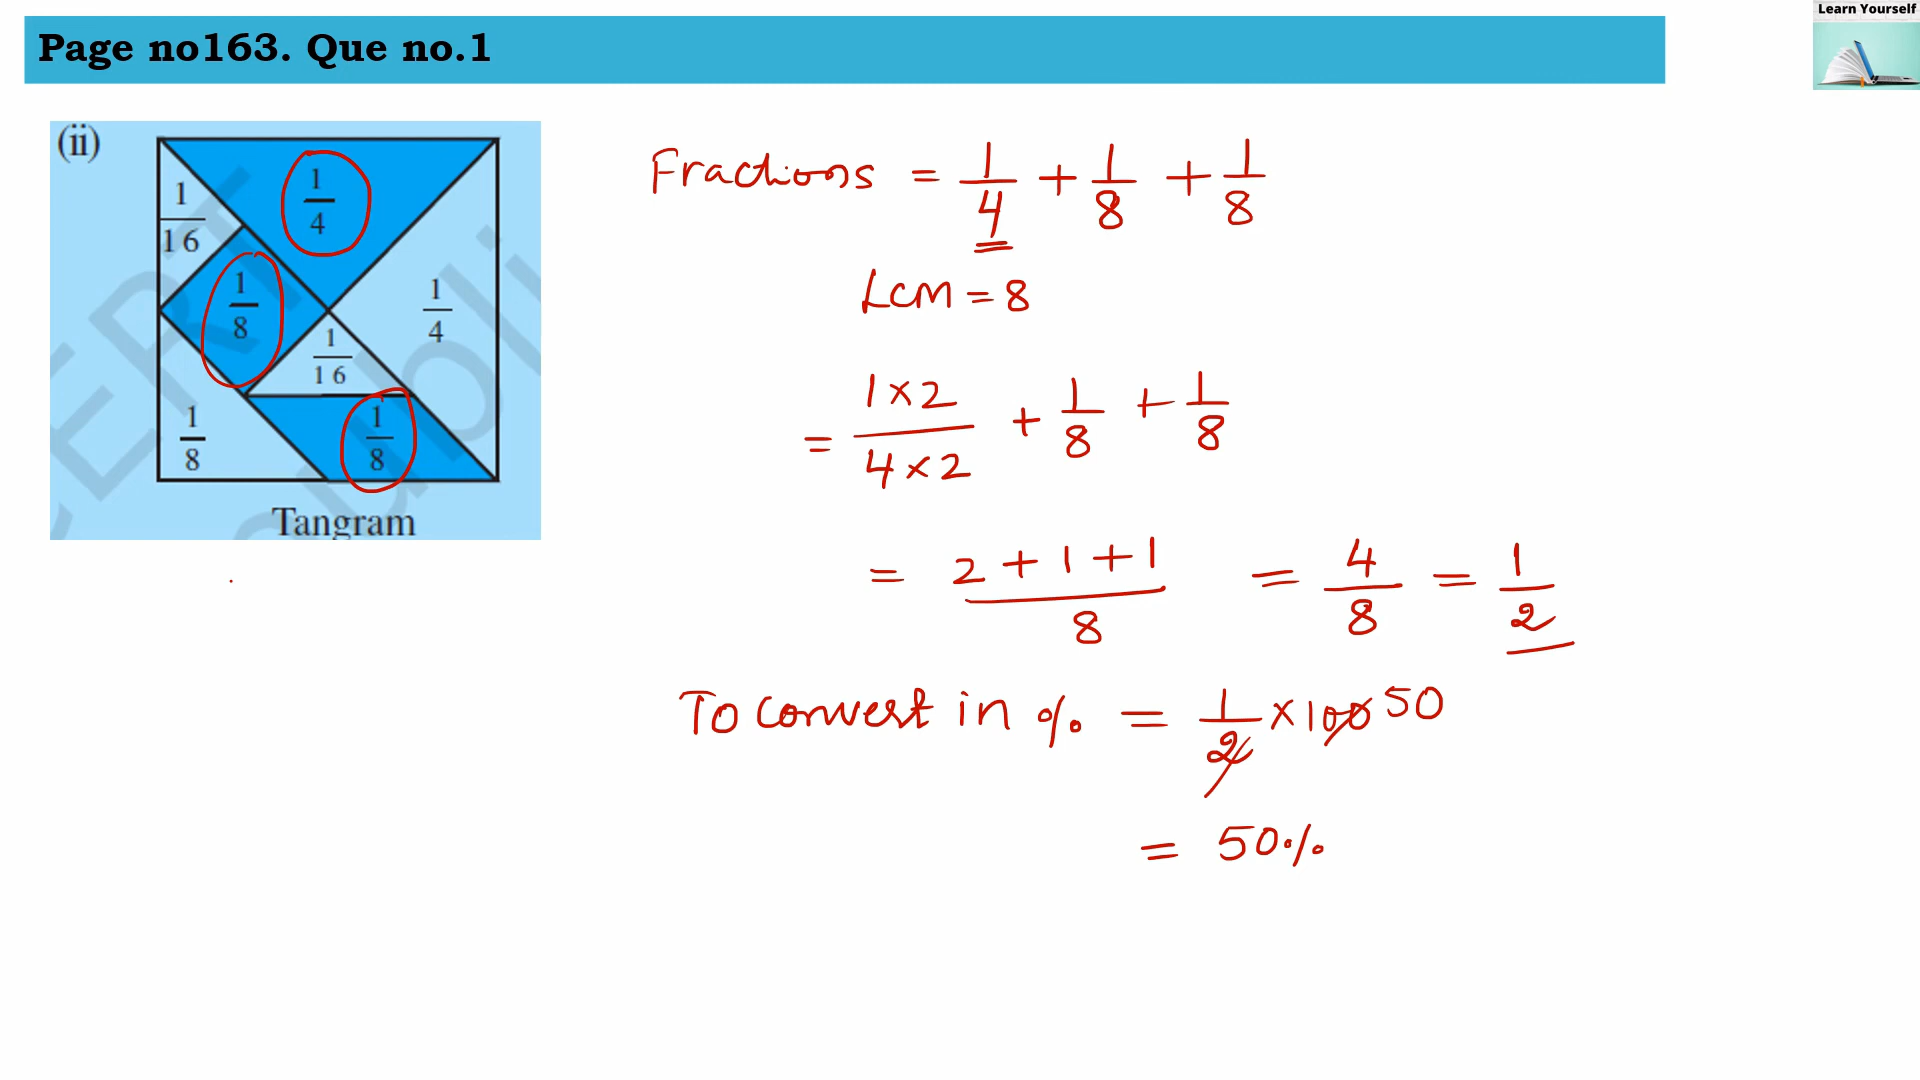 Learn Yourself
Page no163. Que no.1
(ii)
1/4
1/16
1/8
1/4
1/16
1/8
1/8
Tangram
Fractions = 1/4 + 1/8 + 1/8
LCM = 8
= 1×2/4×2 + 1/8 + 1/8
= 2+1+1/8 = 4/8 = 1/2
To convert in % = 1/2 × 100 50
= 50%